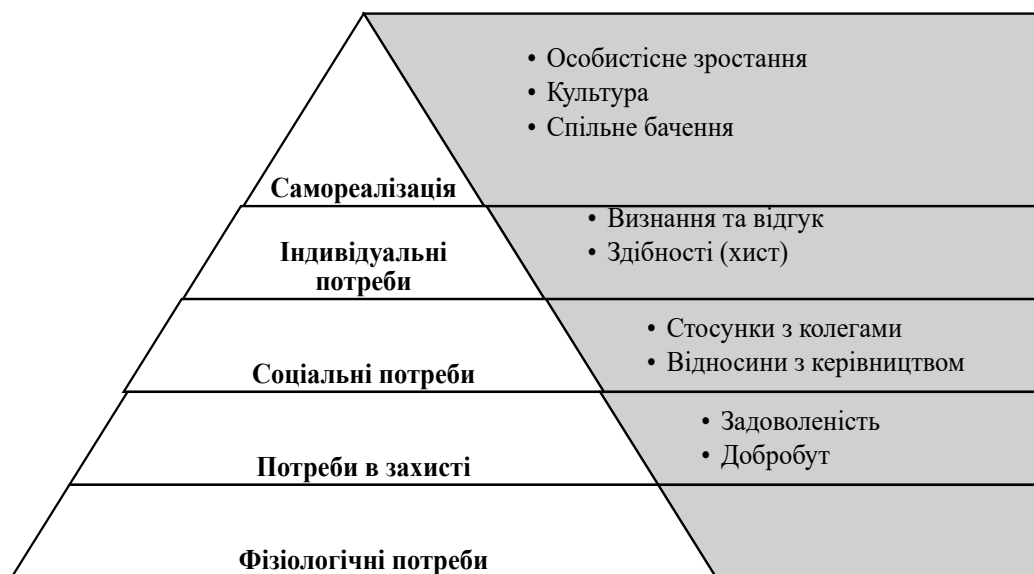 • Особистісне зростання
• Культура
• Спільне бачення
Самореалізація
• Визнання та відгук
• Здібності (хист)
Індивідуальні
потреби
• Стосунки з колегами
• Відносини з керівництвом
Соціальні потреби
• Задоволеність
• Добробут
Потреби в захисті
Фізіологічні потреби